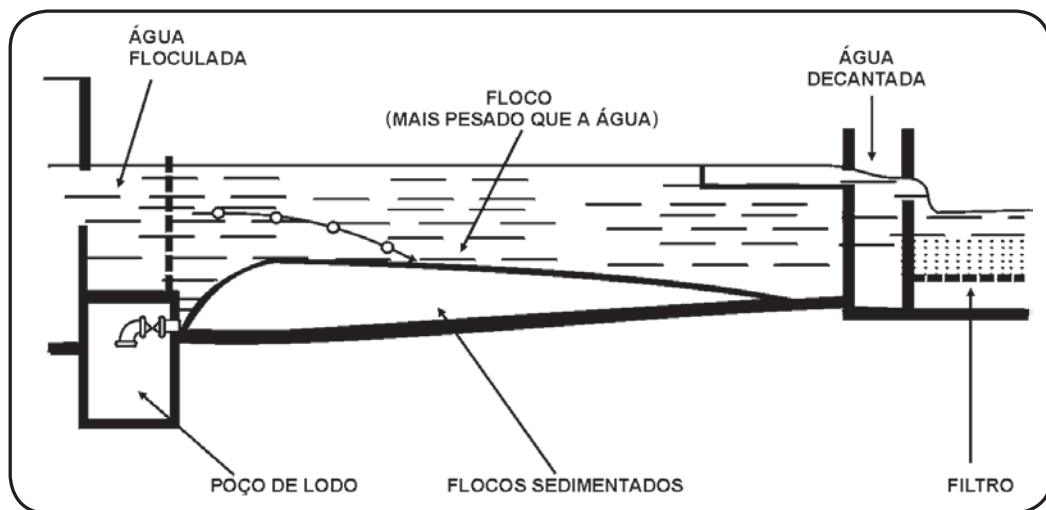 ÁGUA
FLOCULADA
FLOCO
(MAIS PESADO QUE A ÁGUA)
ÁGUA
DECANTADA
POÇO DE LODO
FLOCOS SEDIMENTADOS
FILTRO